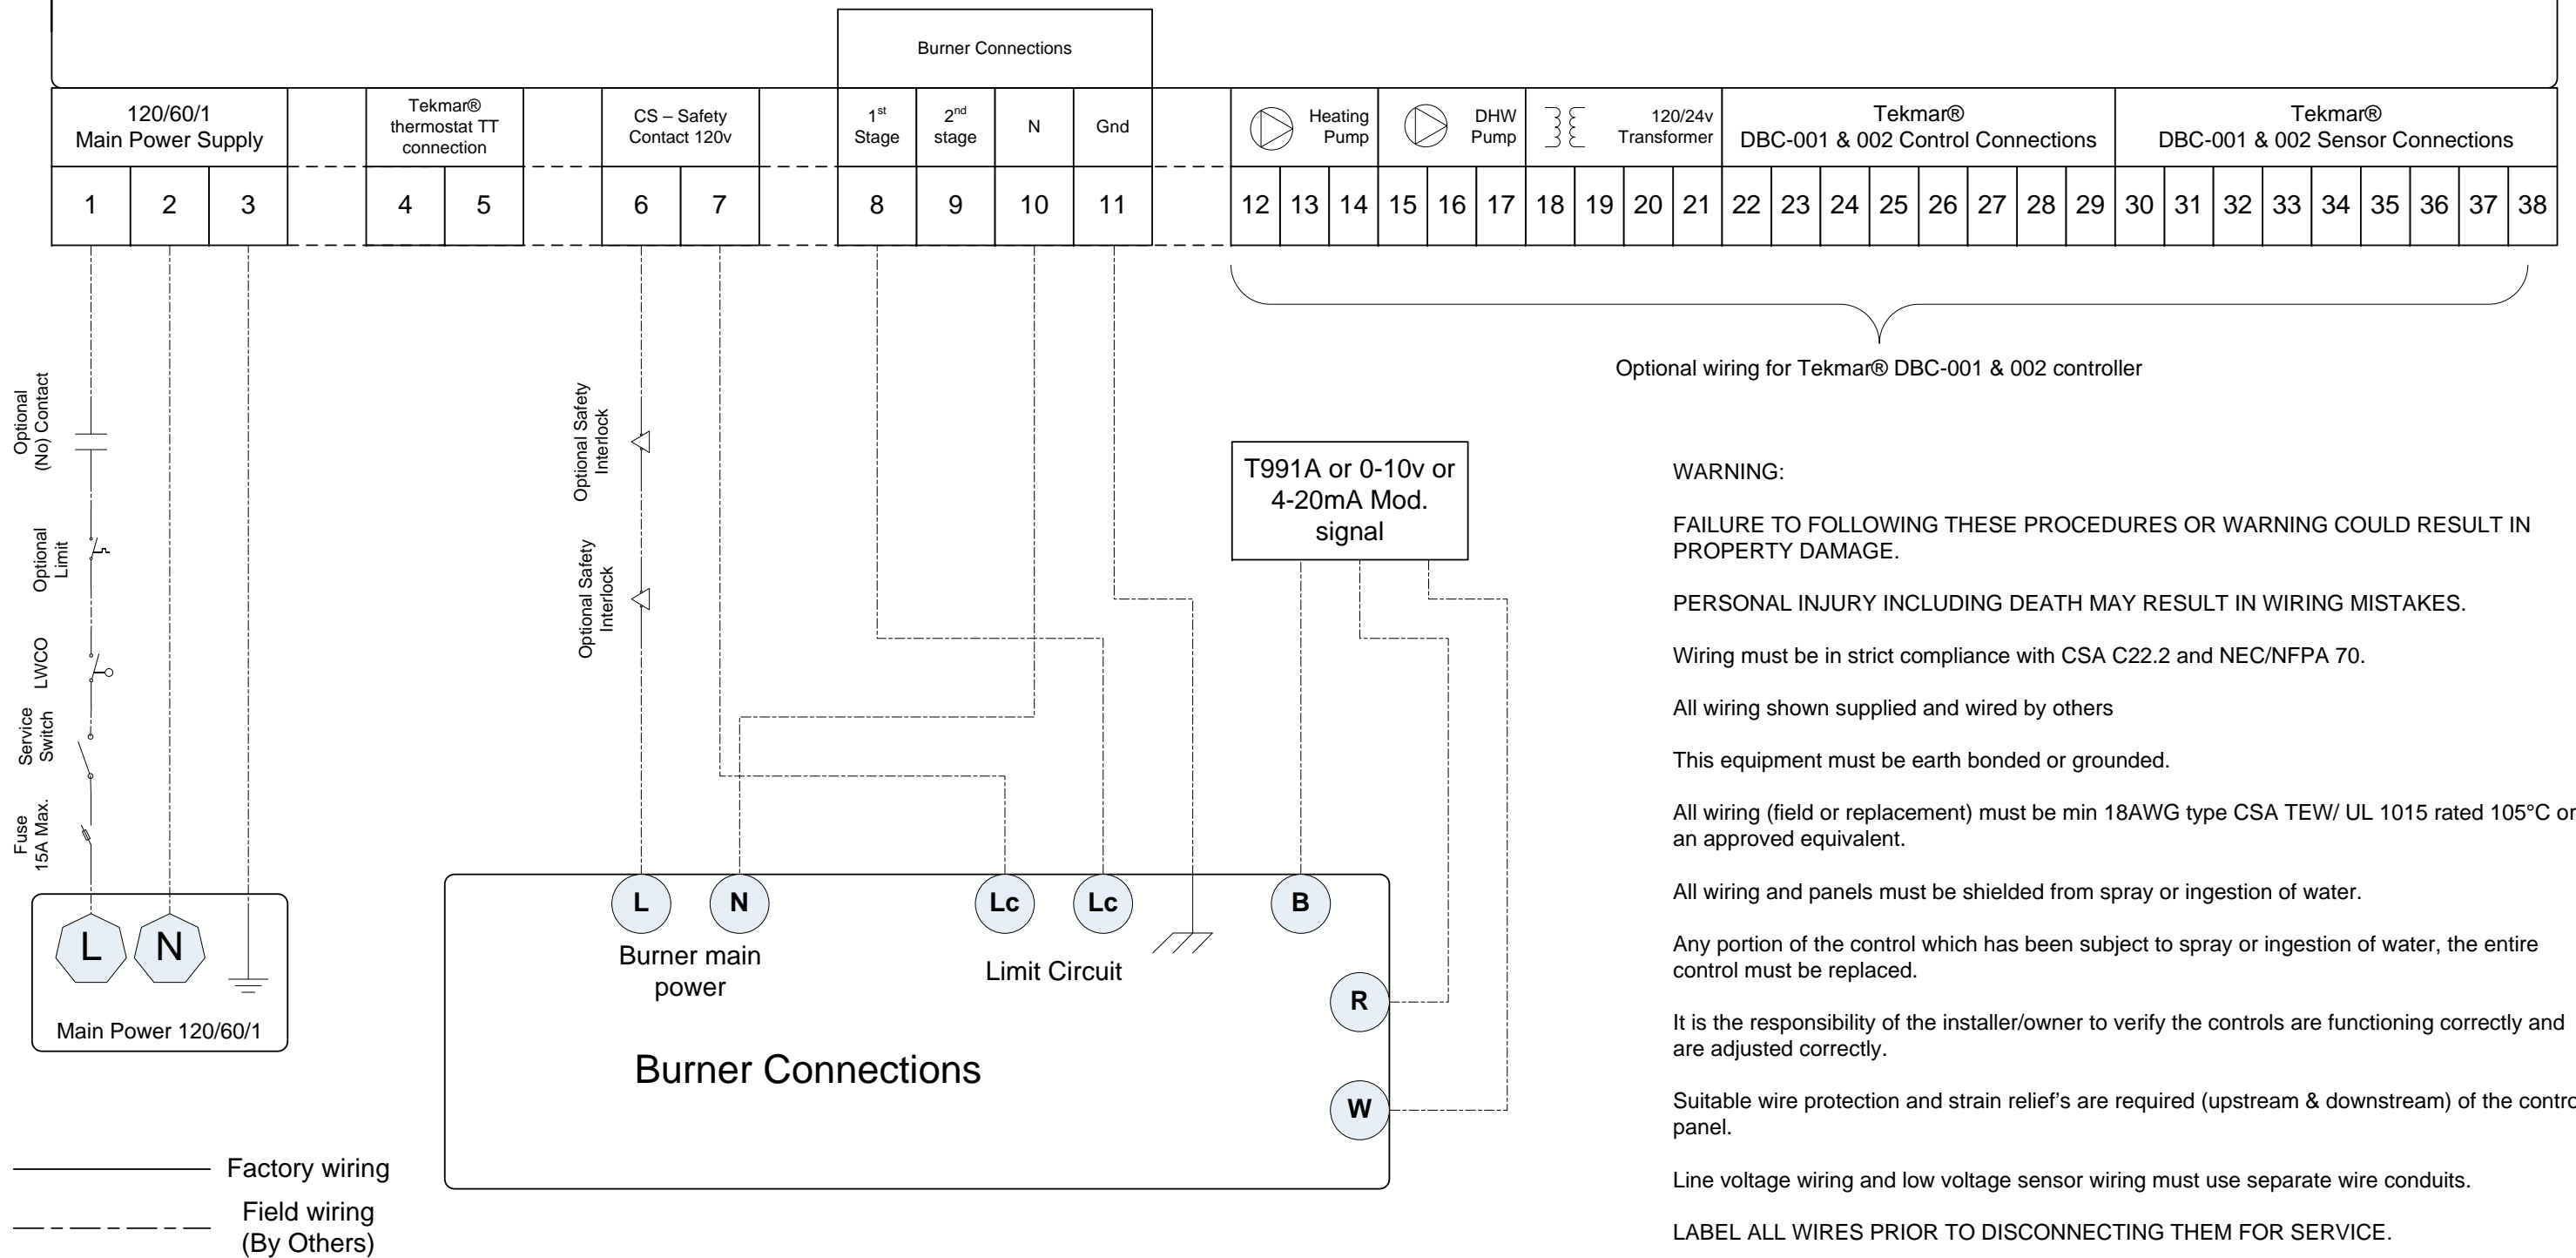 Burner Connections
120/60/1
Main Power Supply
Tekmar®
thermostat TT
connection
CS – Safety
Contact 120v
1st
Stage
2nd
stage
N
Gnd
Heating
Pump
DHW
Pump
120/24v
Transformer
Tekmar®
DBC-001 & 002 Control Connections
Tekmar®
DBC-001 & 002 Sensor Connections
1 2 3 4 5 6 7 8 9 10 11 12 13 14 15 16 17 18 19 20 21 22 23 24 25 26 27 28 29 30 31 32 33 34 35 36 37 38
Optional wiring for Tekmar® DBC-001 & 002 controller
Optional
(No) Contact
Optional
Limit
LWCO
Service
Switch
Fuse
15A Max.
L N
Main Power 120/60/1
Optional Safety
Interlock
Optional Safety
Interlock
T991A or 0-10v or
4-20mA Mod.
signal
L N Lc Lc B
Burner main
power
Limit Circuit
R
W
Burner Connections
Factory wiring
Field wiring
(By Others)
WARNING:
FAILURE TO FOLLOWING THESE PROCEDURES OR WARNING COULD RESULT IN
PROPERTY DAMAGE.
PERSONAL INJURY INCLUDING DEATH MAY RESULT IN WIRING MISTAKES.
Wiring must be in strict compliance with CSA C22.2 and NEC/NFPA 70.
All wiring shown supplied and wired by others
This equipment must be earth bonded or grounded.
All wiring (field or replacement) must be min 18AWG type CSA TEW/ UL 1015 rated 105°C or
an approved equivalent.
All wiring and panels must be shielded from spray or ingestion of water.
Any portion of the control which has been subject to spray or ingestion of water, the entire
control must be replaced.
It is the responsibility of the installer/owner to verify the controls are functioning correctly and
are adjusted correctly.
Suitable wire protection and strain relief's are required (upstream & downstream) of the contro
panel.
Line voltage wiring and low voltage sensor wiring must use separate wire conduits.
LABEL ALL WIRES PRIOR TO DISCONNECTING THEM FOR SERVICE.